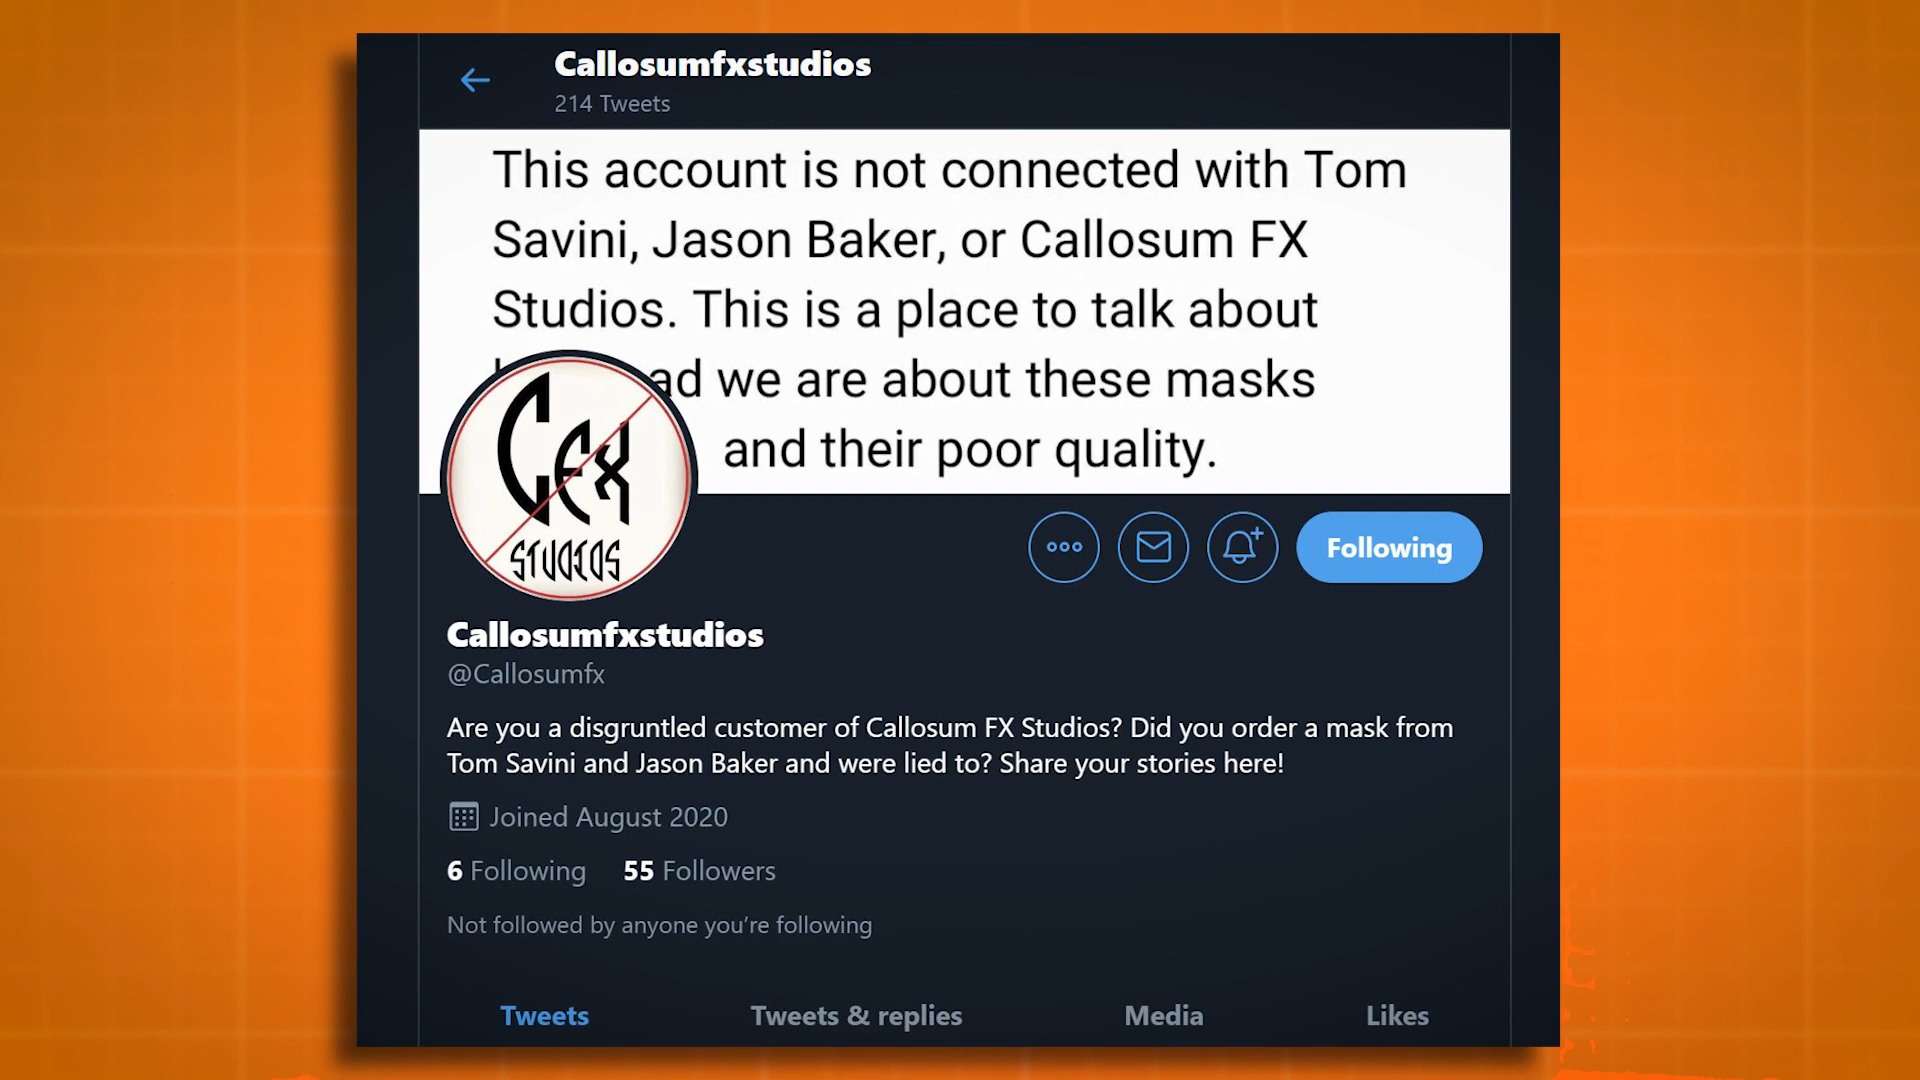 Callosumfxstudios
214 Tweets
This account is not connected with Tom
Savini, Jason Baker, or Callosum FX
Studios. This is a place to talk about
we are about these masks
and their poor quality.
CFX
STUDIOS
Following
Callosumfxstudios
@Callosumfx
Are you a disgruntled customer of Callosum FX Studios? Did you order a mask from
Tom Savini and Jason Baker and were lied to? Share your stories here!
Joined August 2020
6 Following 55 Followers
Not followed by anyone you’re following
Tweets Tweets & replies Media Likes